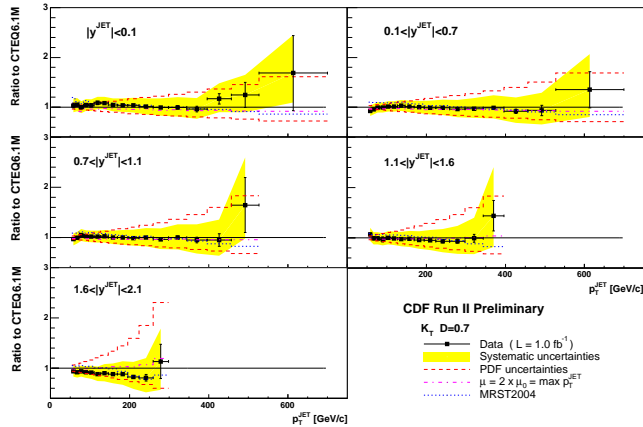 Ratio to CTEQ6.1M
3
2
1
|y^JET|<0.1
0.1<|y^JET|<0.7
Ratio to CTEQ6.1M
3
2
1
0.7<|y^JET|<1.1
1.1<|y^JET|<1.6
0 200 400 600
p_T^JET [GeV/c]
Ratio to CTEQ6.1M
3
2
1
0
1.6<|y^JET|<2.1
0 200 400 600
p_T^JET [GeV/c]
CDF Run II Preliminary
K_T D=0.7
Data ( L = 1.0 fb^-1)
Systematic uncertainties
PDF uncertainties
μ = 2 x μ_0 = max p_T^JET
MRST2004